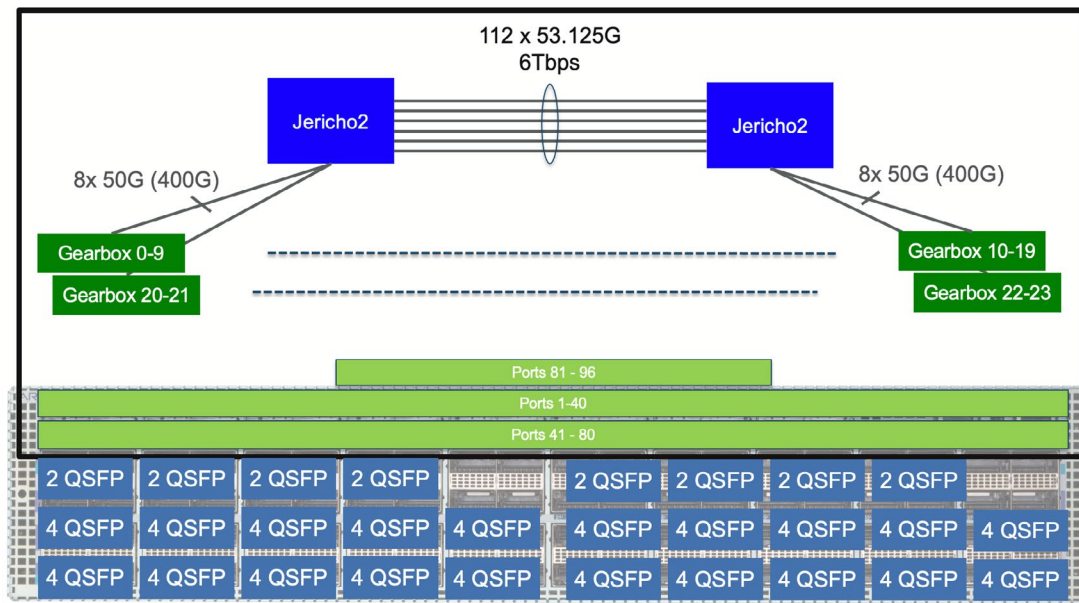 112 x 53.125G
6Tbps
Jericho2
Jericho2
8x 50G (400G)
8x 50G (400G)
Gearbox 0-9
Gearbox 10-19
Gearbox 20-21
Gearbox 22-23
Ports 81 - 96
Ports 1-40
Ports 41 - 80
2 QSFP 2 QSFP 2 QSFP 2 QSFP 2 QSFP 2 QSFP 2 QSFP 2 QSFP
4 QSFP 4 QSFP 4 QSFP 4 QSFP 4 QSFP 4 QSFP 4 QSFP 4 QSFP 4 QSFP 4 QSFP
4 QSFP 4 QSFP 4 QSFP 4 QSFP 4 QSFP 4 QSFP 4 QSFP 4 QSFP 4 QSFP 4 QSFP